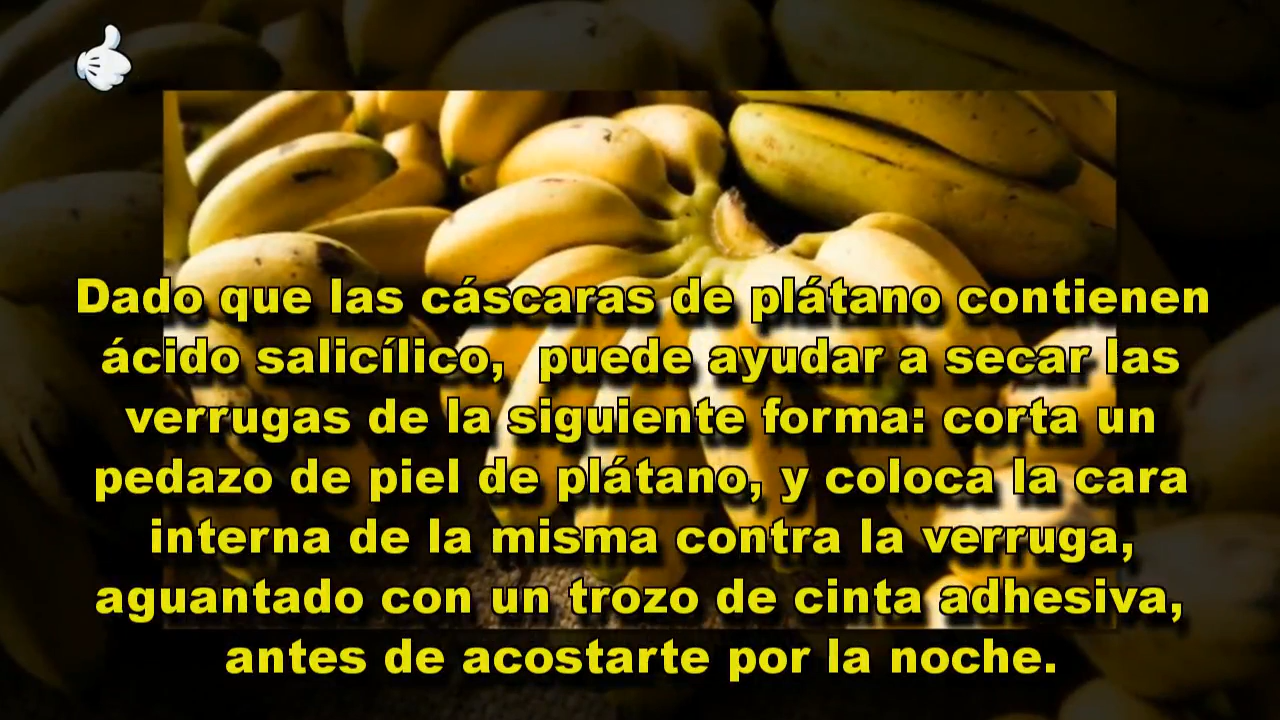 Dado que las cáscaras de plátano contienen
ácido salicílico,  puede ayudar a secar las
verrugas de la siguiente forma: corta un
pedazo de piel de plátano, y coloca la cara
interna de la misma contra la verruga,
aguantado con un trozo de cinta adhesiva,
antes de acostarte por la noche.